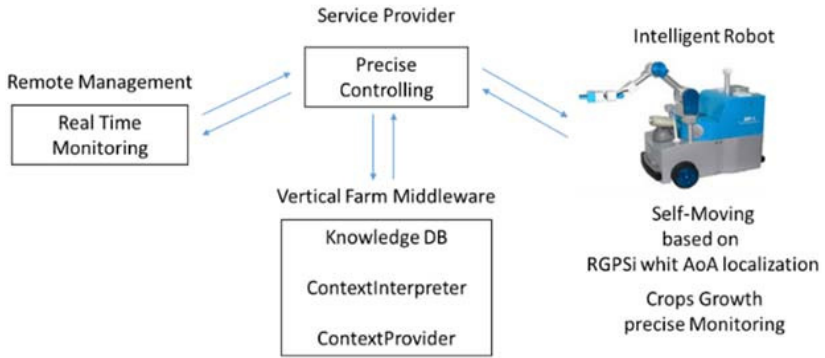 Service Provider
Precise
Controlling
Intelligent Robot
Remote Management
Real Time
Monitoring
Vertical Farm Middleware
Knowledge DB
ContextInterpreter
ContextProvider
Self-Moving
based on
RGPSi whit AoA localization
Crops Growth
precise Monitoring